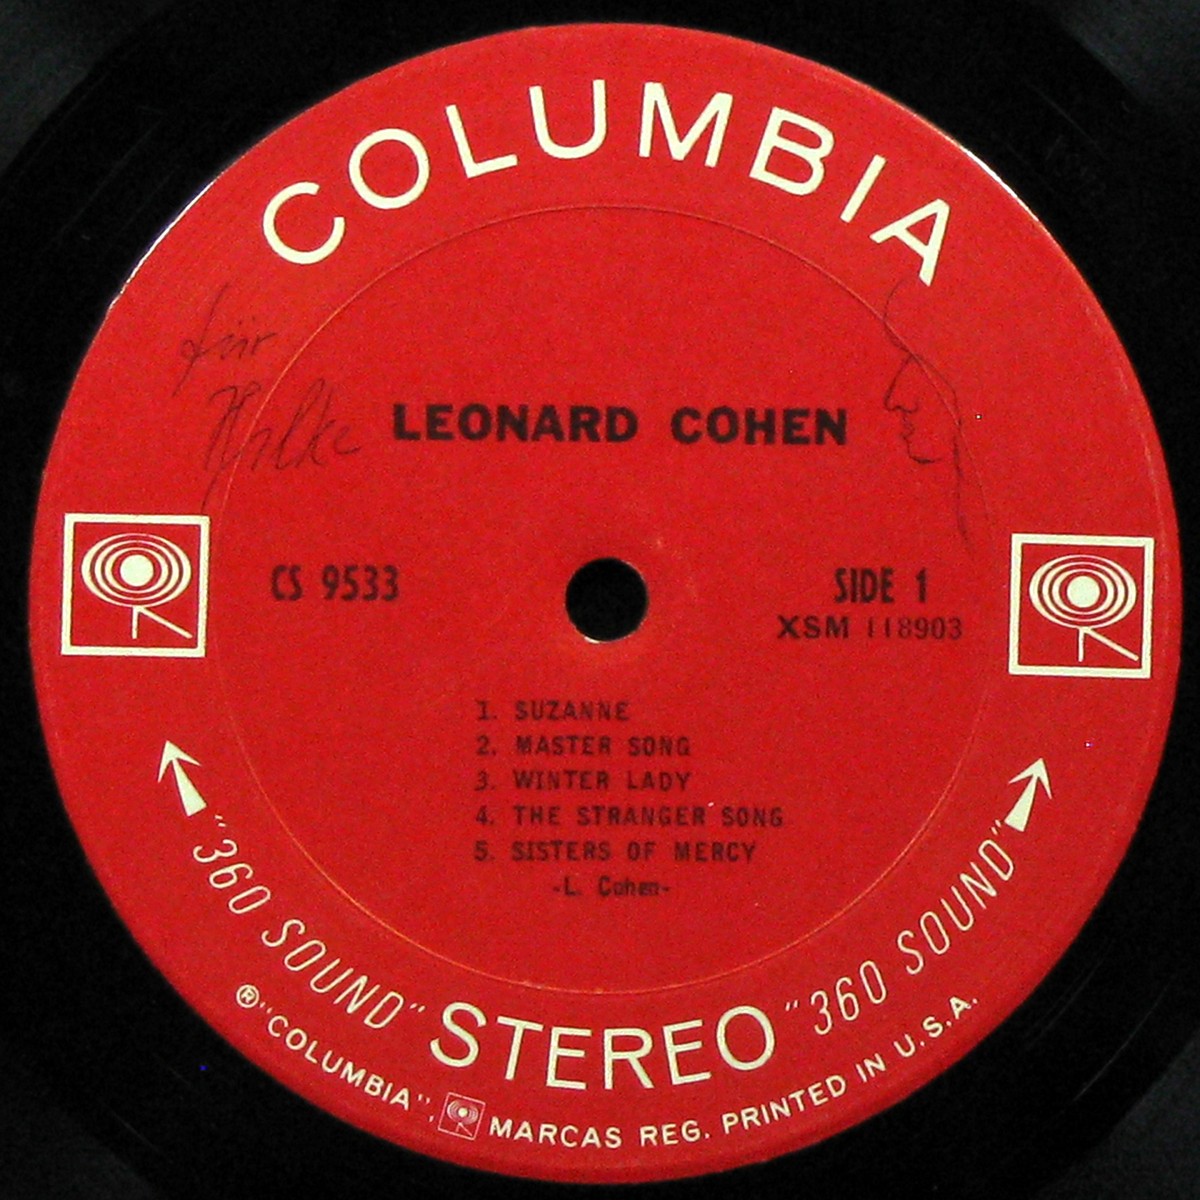 COLUMBIA
für
LEONARD COHEN
CS 9533
SIDE 1
XSM 118903
1. SUZANNE
2. MASTER SONG
3. WINTER LADY
4. THE STRANGER SONG
5. SISTERS OF MERCY
-L. Cohen-
"360 SOUND" STEREO "360 SOUND"
® "COLUMBIA", MARCAS REG. PRINTED IN U.S.A.